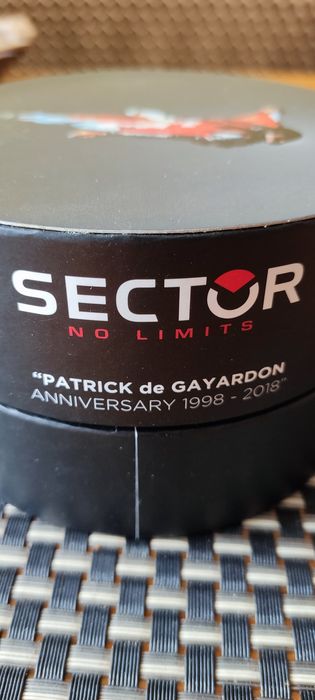 SECTOR
NO LIMITS
"PATRICK de GAYARDON
ANNIVERSARY 1998 - 2018"